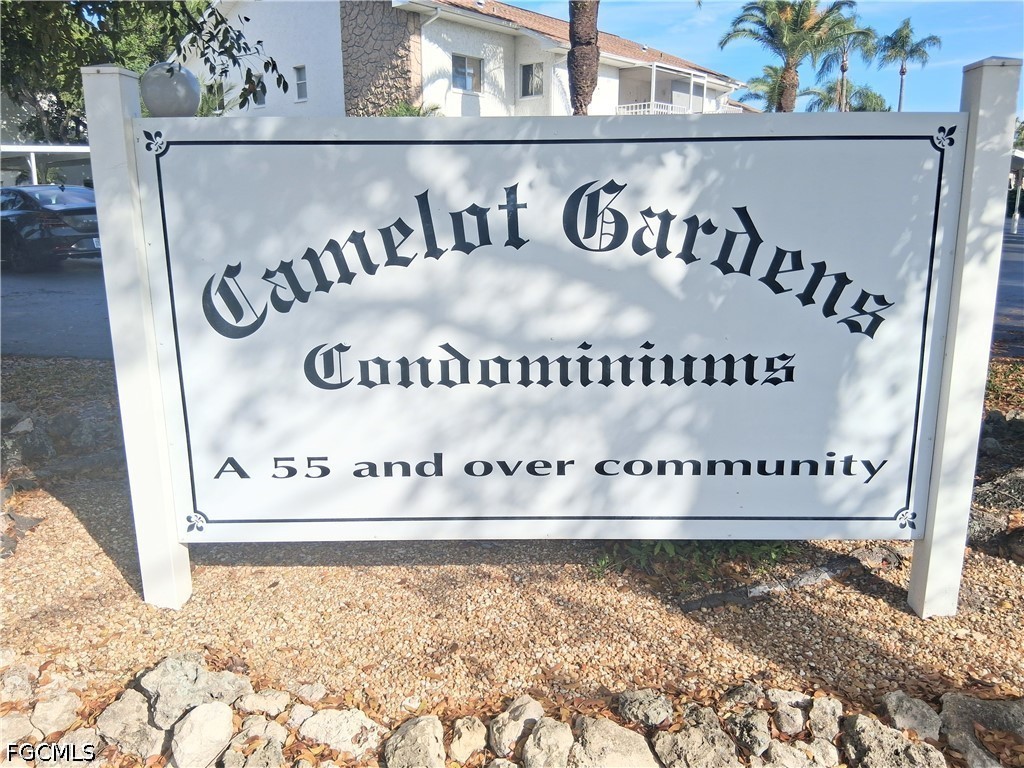 Camelot Gardens
Condominiums
A 55 and over community
FGCMLS